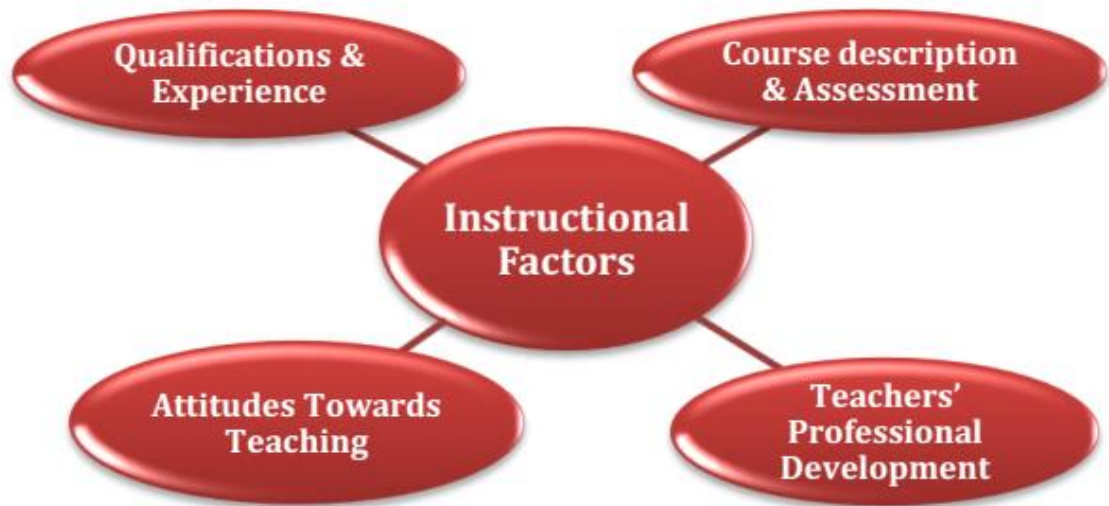 Qualifications &
Experience
Course description
& Assessment
Instructional
Factors
Attitudes Towards
Teaching
Teachers’
Professional
Development